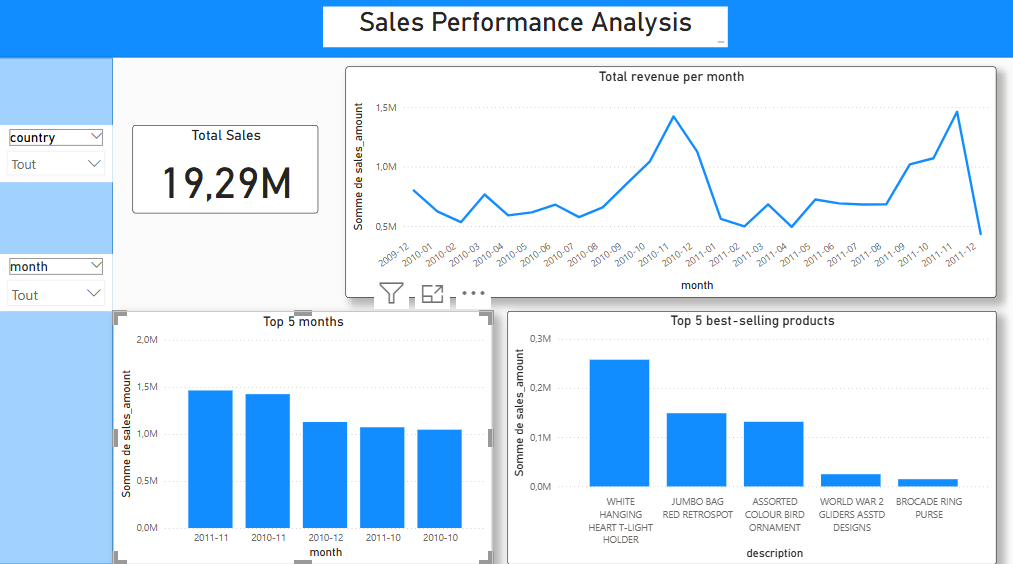 Sales Performance Analysis
country
Tout
month
Tout
Total Sales
19,29M
Total revenue per month
Somme de sales_amount
1,5M
1,0M
0,5M
2009-12
2010-01
2010-02
2010-03
2010-04
2010-05
2010-06
2010-07
2010-08
2010-09
2010-10
2010-11
2010-12
2011-01
2011-02
2011-03
2011-04
2011-05
2011-06
2011-07
2011-08
2011-09
2011-10
2011-11
2011-12
month
Top 5 months
Somme de sales_amount
2,0M
1,5M
1,0M
0,5M
0,0M
2011-11
2010-11
2010-12
2011-10
2010-10
month
Top 5 best-selling products
Somme de sales_amount
0,3M
0,2M
0,1M
0,0M
WHITE
HANGING
HEART T-LIGHT
HOLDER
JUMBO BAG
RED RETROSPOT
ASSORTED
COLOUR BIRD
ORNAMENT
WORLD WAR 2
GLIDERS ASSTD
DESIGNS
BROCADE RING
PURSE
description